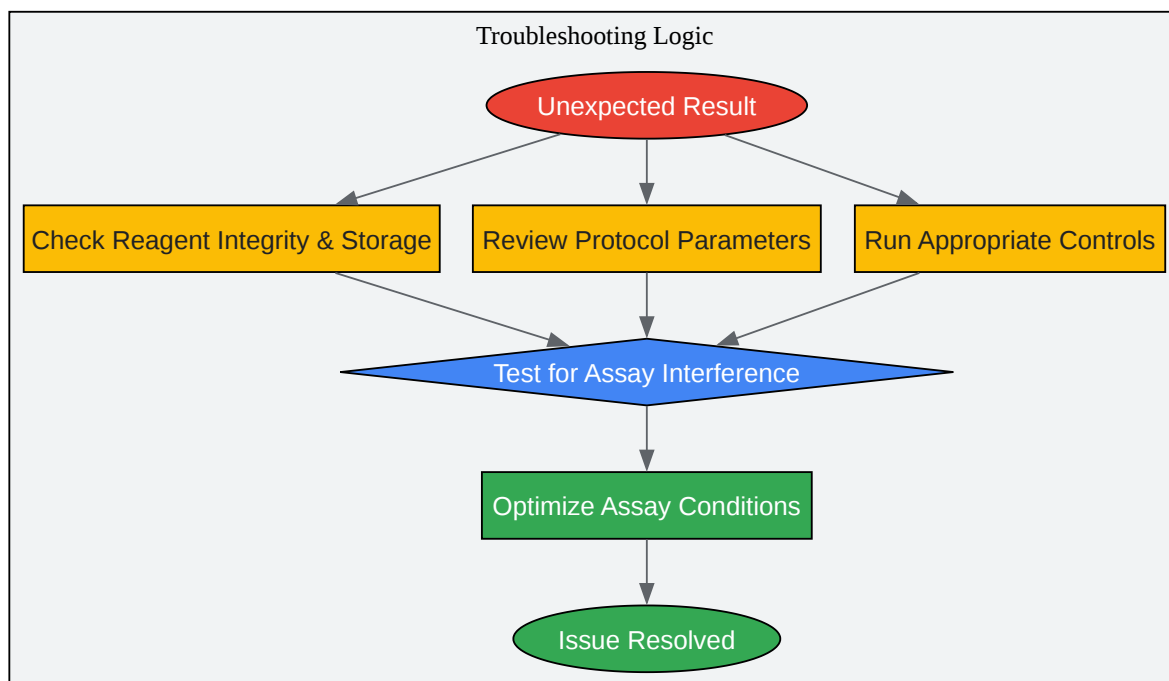 Troubleshooting Logic
Unexpected Result
Check Reagent Integrity & Storage
Review Protocol Parameters
Run Appropriate Controls
Test for Assay Interference
Optimize Assay Conditions
Issue Resolved